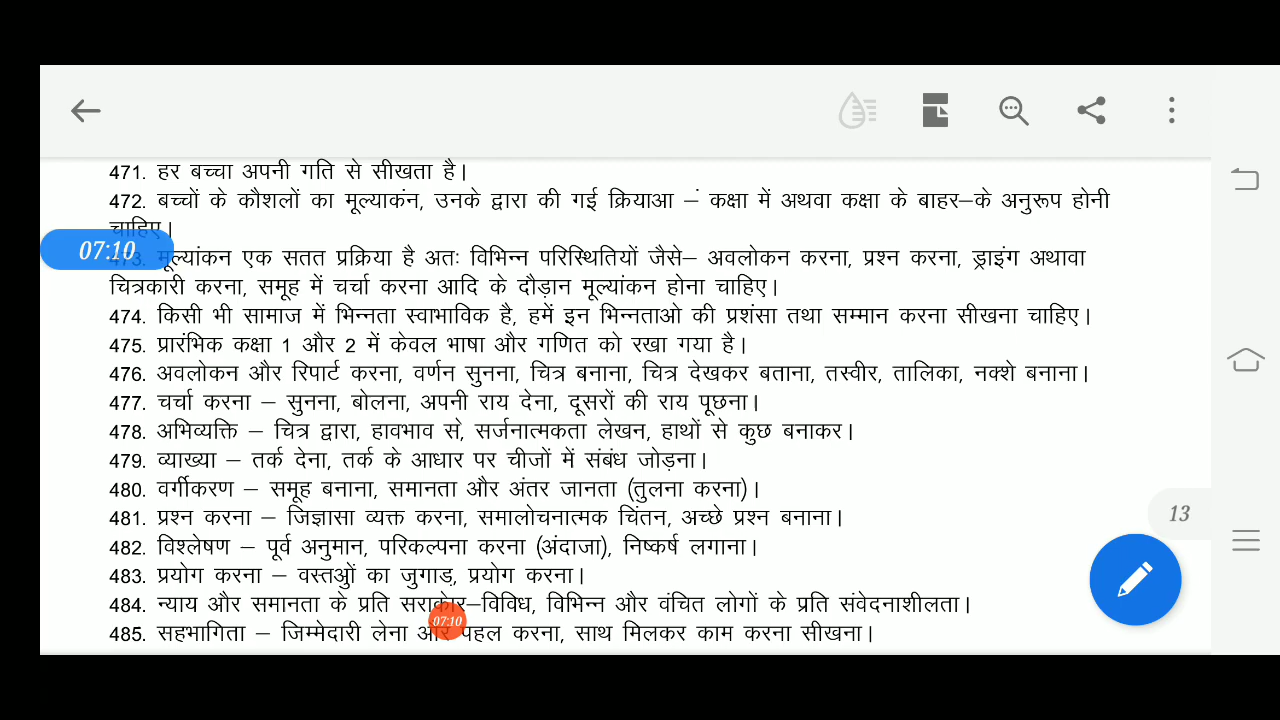 471. हर बच्चा अपनी गति से सीखता है।
472. बच्चों के कौशलों का मूल्याकंन, उनके द्वारा की गई क्रियाआ – ं कक्षा में अथवा कक्षा के बाहर–के अनुरूप होनी
चाहिए।
07:10
मूल्यांकन एक सतत प्रक्रिया है अतः विभिन्न परिस्थितियों जैसे– अवलोकन करना, प्रश्न करना, ड्राइंग अथावा
चित्रकारी करना, समूह में चर्चा करना आदि के दौड़ान मूल्यांकन होना चाहिए।
474. किसी भी सामाज में भिन्नता स्वाभाविक है, हमें इन भिन्नताओ की प्रशंसा तथा सम्मान करना सीखना चाहिए।
475. प्रारंभिक कक्षा 1 और 2 में केवल भाषा और गणित को रखा गया है।
476. अवलोकन और रिपार्ट करना, वर्णन सुनना, चित्र बनाना, चित्र देखकर बताना, तस्वीर, तालिका, नक्शे बनाना।
477. चर्चा करना – सुनना, बोलना, अपनी राय देना, दूसरों की राय पूछना।
478. अभिव्यक्ति – चित्र द्वारा, हावभाव से, सर्जनात्मकता लेखन, हाथों से कुछ बनाकर।
479. व्याख्या – तर्क देना, तर्क के आधार पर चीजों में संबंध जोड़ना।
480. वर्गीकरण – समूह बनाना, समानता और अंतर जानता (तुलना करना)।
481. प्रश्न करना – जिज्ञासा व्यक्त करना, समालोचनात्मक चिंतन, अच्छे प्रश्न बनाना।
13
482. विश्लेषण – पूर्व अनुमान, परिकल्पना करना (अंदाजा), निष्कर्ष लगाना।
483. प्रयोग करना – वस्तओुं का जुगाड़, प्रयोग करना।
484. न्याय और समानता के प्रति सराकेार–विविध, विभिन्न और वंचित लोगों के प्रति संवेदनाशीलता।
07:10
485. सहभागिता – जिम्मेदारी लेना और पहल करना, साथ मिलकर काम करना सीखना।